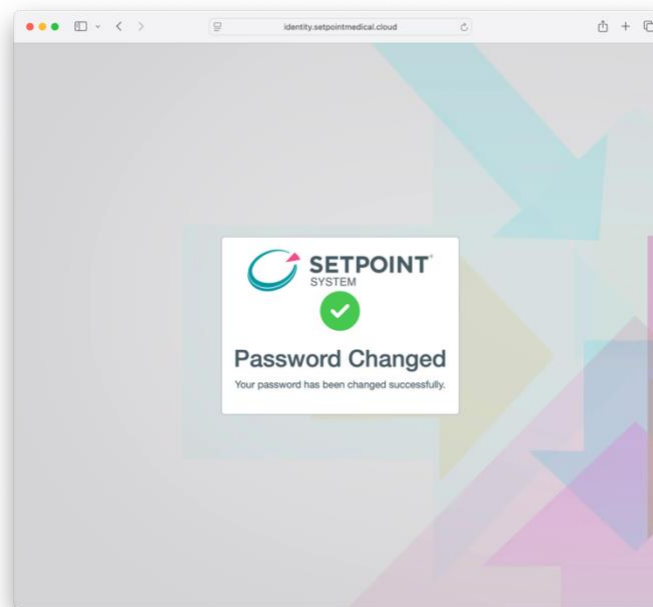 identity.setpointmedical.cloud
SETPOINT®
SYSTEM
Password Changed
Your password has been changed successfully.